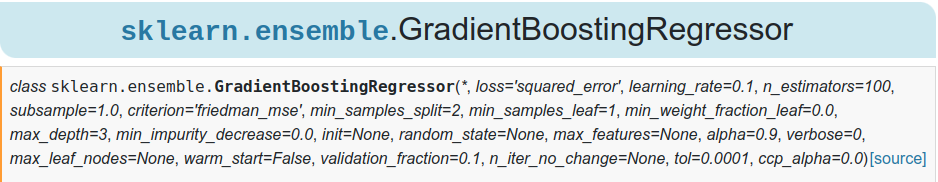 sklearn.ensemble.GradientBoostingRegressor
class sklearn.ensemble.GradientBoostingRegressor(*, loss='squared_error', learning_rate=0.1, n_estimators=100,
subsample=1.0, criterion='friedman_mse', min_samples_split=2, min_samples_leaf=1, min_weight_fraction_leaf=0.0,
max_depth=3, min_impurity_decrease=0.0, init=None, random_state=None, max_features=None, alpha=0.9, verbose=0,
max_leaf_nodes=None, warm_start=False, validation_fraction=0.1, n_iter_no_change=None, tol=0.0001, ccp_alpha=0.0)[source]